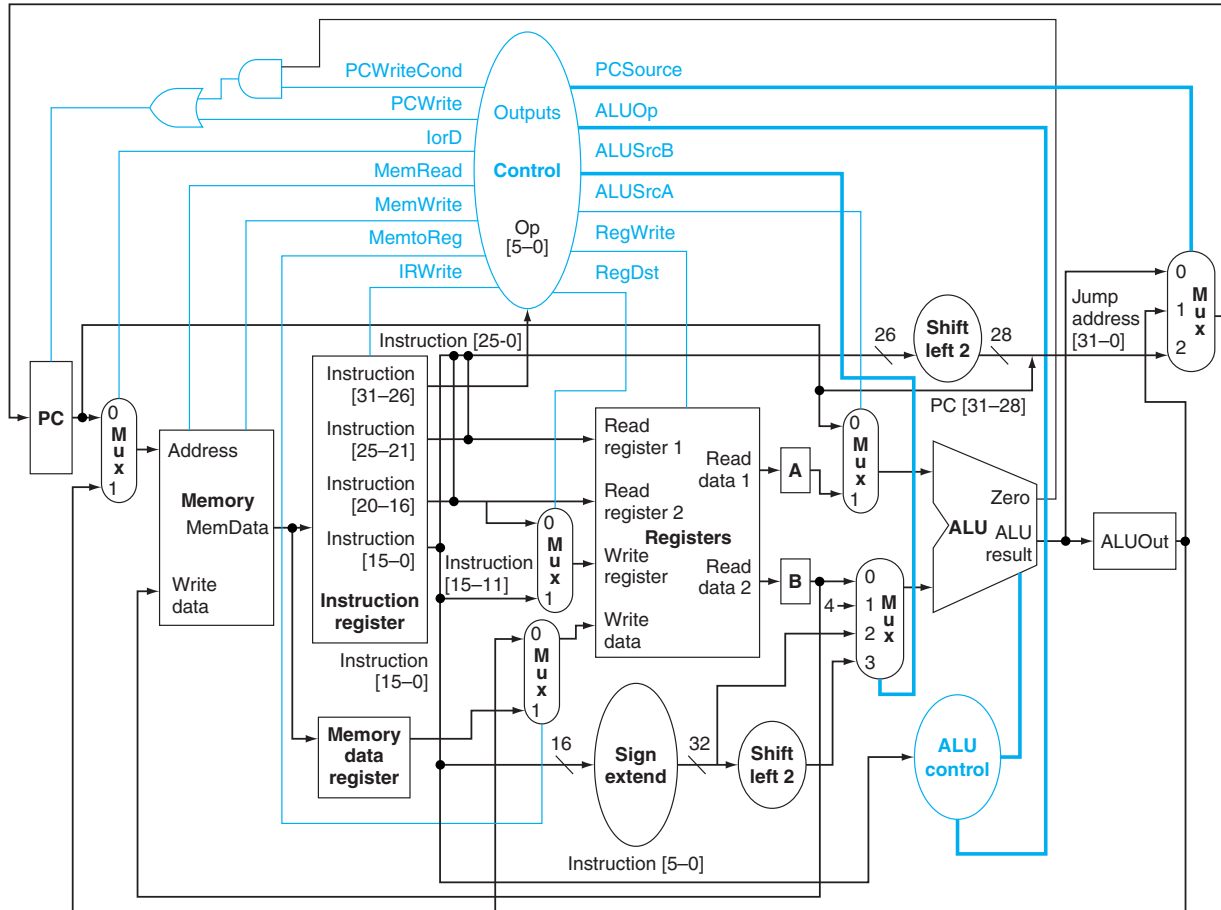 PCWriteCond
PCWrite
IorD
MemRead
MemWrite
MemtoReg
IRWrite
Outputs
Control
Op
[5–0]
PCSource
ALUOp
ALUSrcB
ALUSrcA
RegWrite
RegDst
PC
0
M
u
x
1
Address
Memory
MemData
Write
data
Instruction [25-0]
Instruction
[31–26]
Instruction
[25–21]
Instruction
[20–16]
Instruction
[15–0]
Instruction
register
Instruction
[15–0]
Memory
data
register
Instruction
[15–11]
0
M
u
x
1
0
M
u
x
1
Read
register 1
Read
register 2
Registers
Write
register
Write
data
Read
data 1
Read
data 2
16
Sign
extend
32
Shift
left 2
Instruction [5–0]
A
B
4
0
M
u
x
1
0
1
M
u
x
2
3
26
Shift
left 2
28
PC [31–28]
Jump
address
[31–0]
0
M
u
x
1
2
Zero
ALU
ALU
result
ALUOut
ALU
control